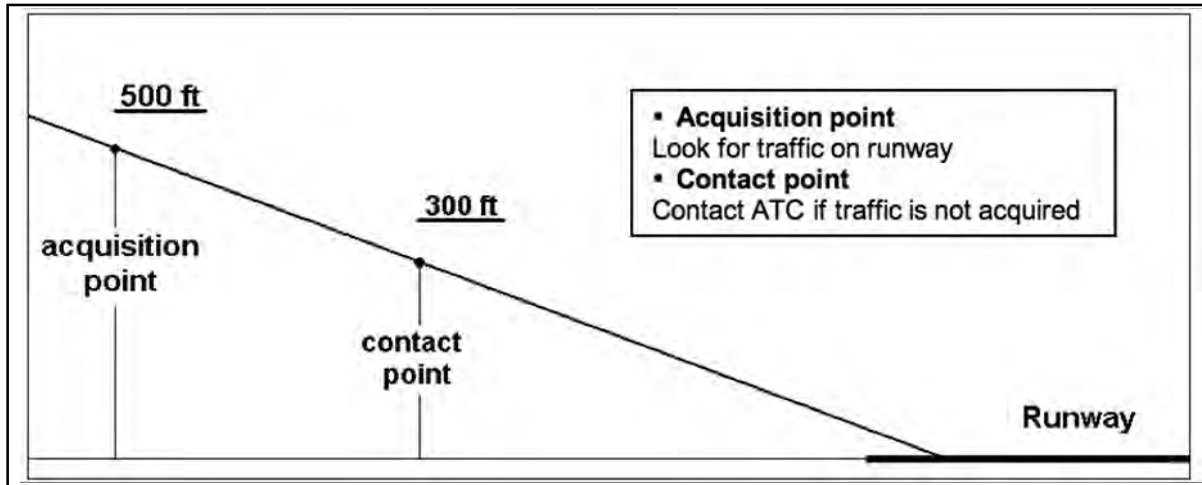 500 ft
acquisition
point
300 ft
contact
point
▪ Acquisition point
Look for traffic on runway
▪ Contact point
Contact ATC if traffic is not acquired
Runway